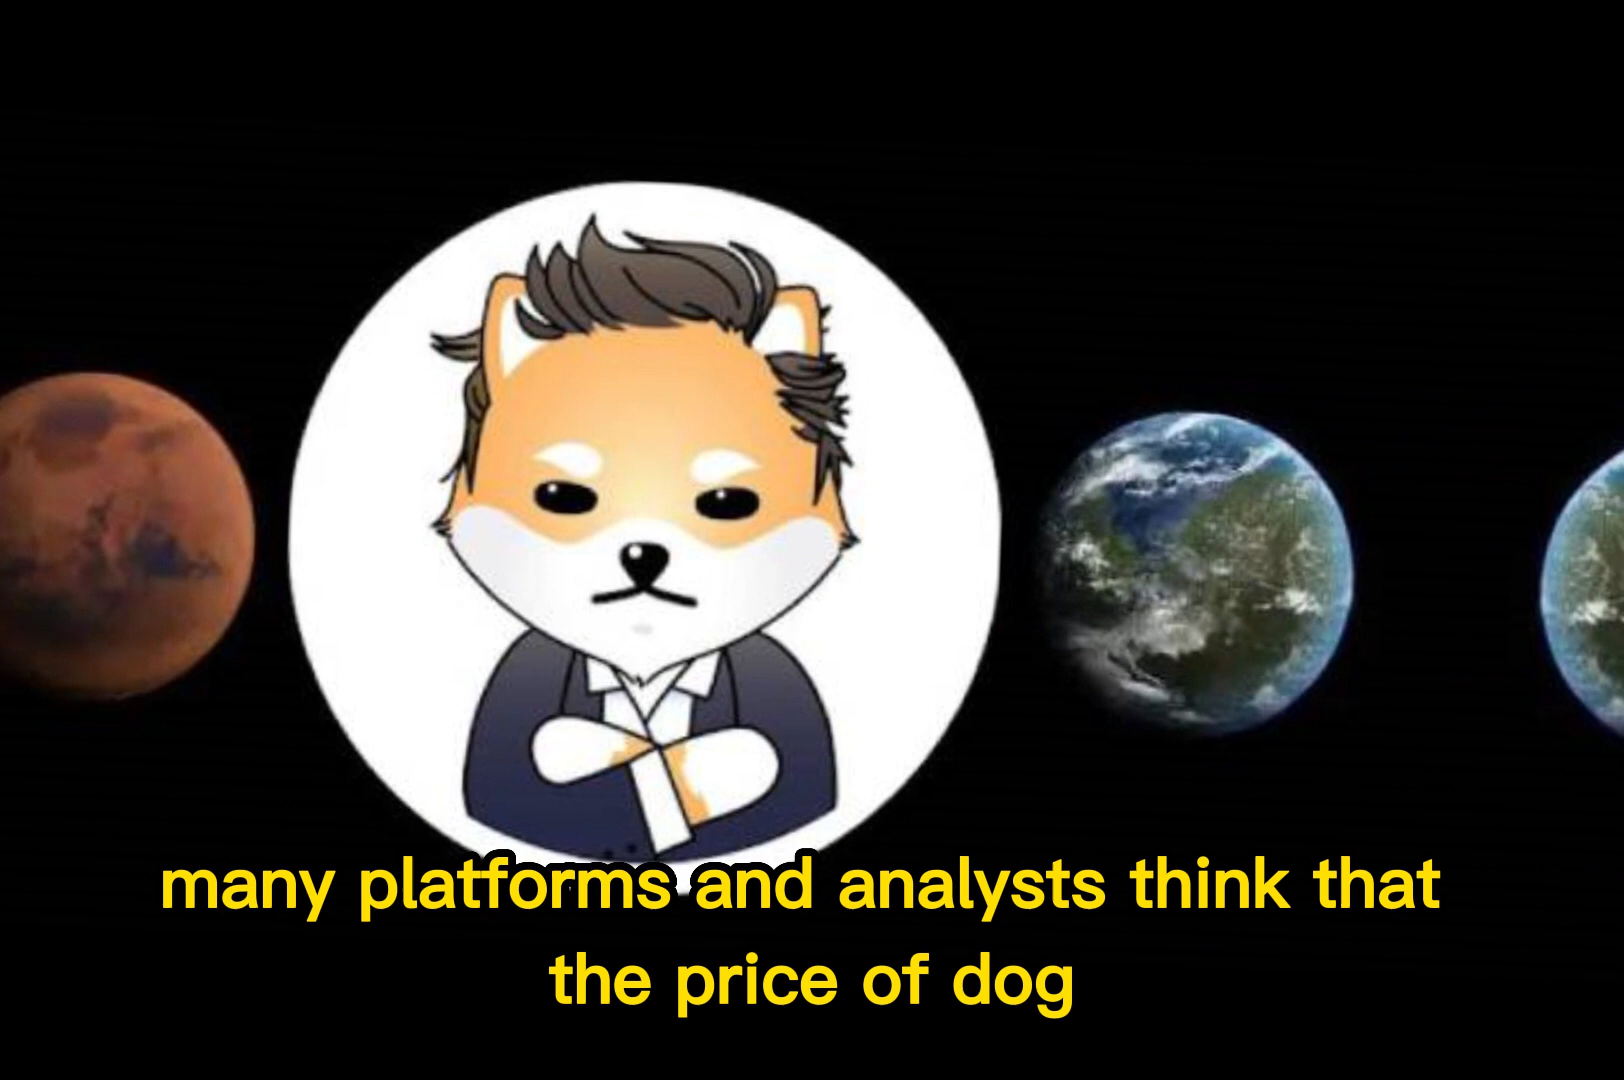 many platforms and analysts think that
the price of dog